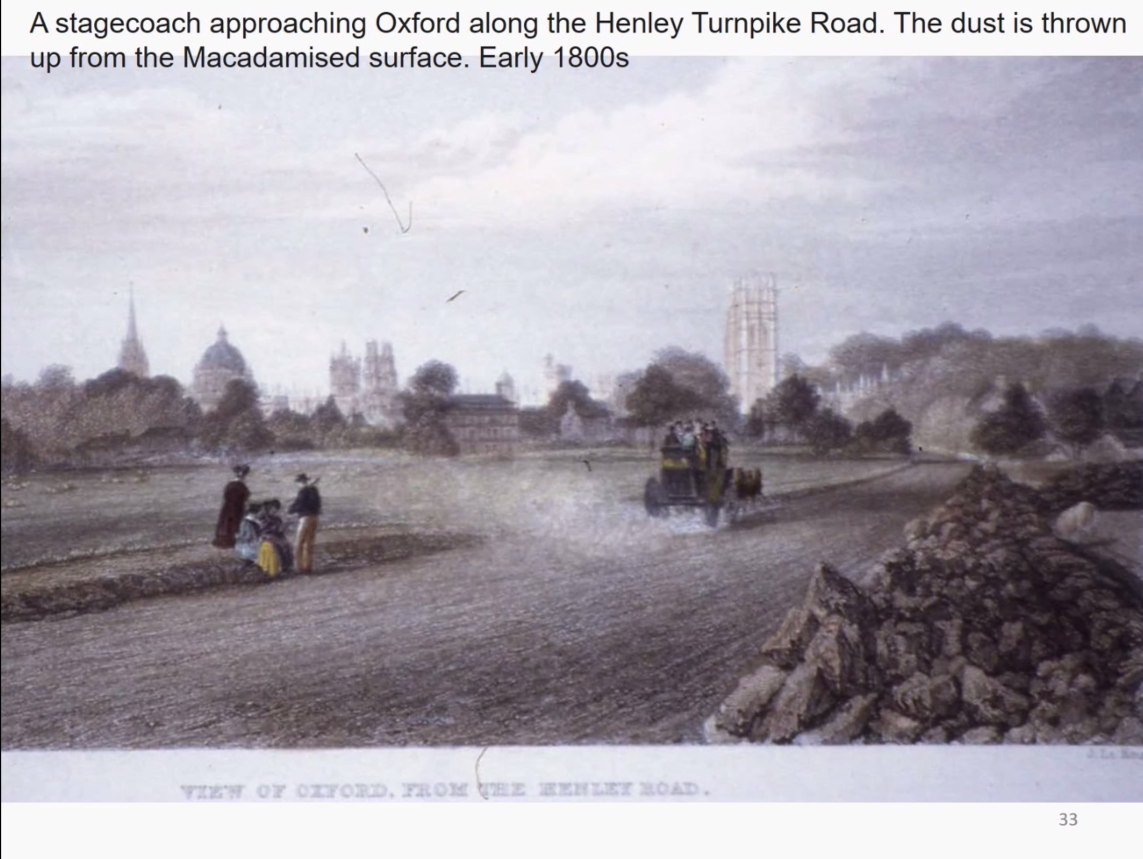 A stagecoach approaching Oxford along the Henley Turnpike Road. The dust is thrown
up from the Macadamised surface. Early 1800s
VIEW OF OXFORD, FROM THE HENLEY ROAD.
33